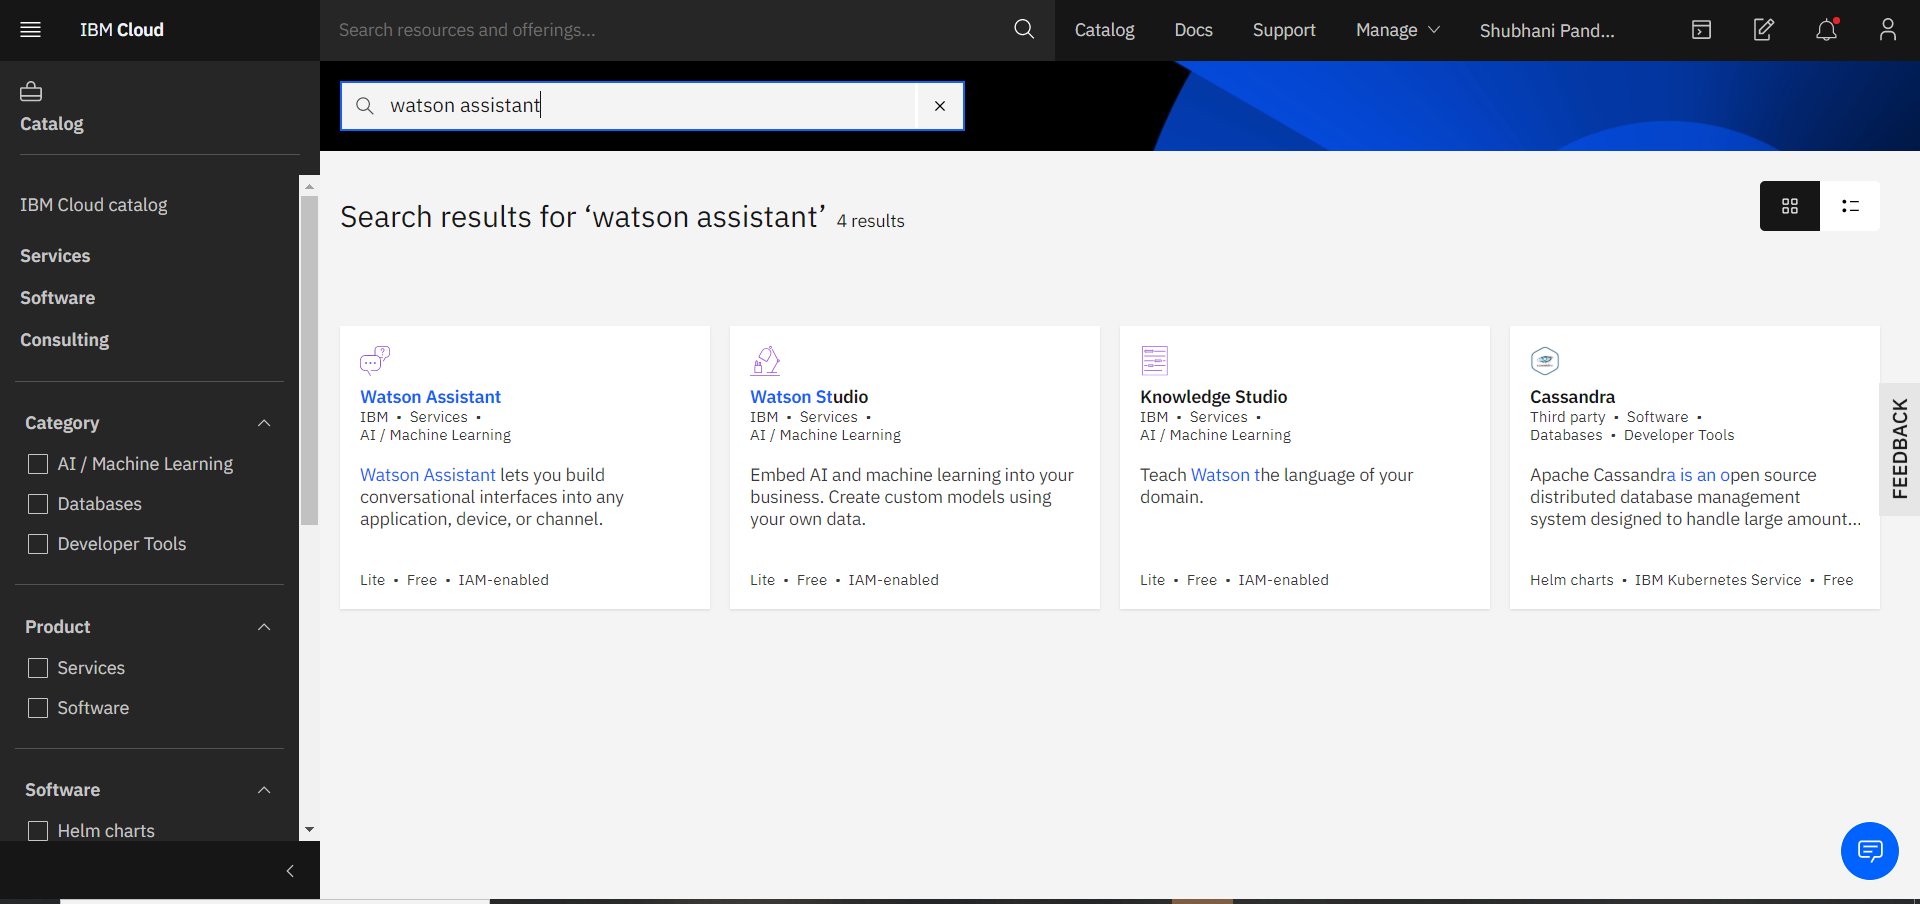 IBM Cloud
Search resources and offerings...
Catalog
Docs
Support
Manage
Shubhani Pand...
Catalog
IBM Cloud catalog
Services
Software
Consulting
Category
AI / Machine Learning
Databases
Developer Tools
Product
Services
Software
Software
Helm charts
watson assistant
Search results for ‘watson assistant’ 4 results
Watson Assistant
IBM • Services •
AI / Machine Learning
Watson Assistant lets you build
conversational interfaces into any
application, device, or channel.
Lite • Free • IAM-enabled
Watson Studio
IBM • Services •
AI / Machine Learning
Embed AI and machine learning into your
business. Create custom models using
your own data.
Lite • Free • IAM-enabled
Knowledge Studio
IBM • Services •
AI / Machine Learning
Teach Watson the language of your
domain.
Lite • Free • IAM-enabled
Cassandra
Third party • Software •
Databases • Developer Tools
Apache Cassandra is an open source
distributed database management
system designed to handle large amount...
Helm charts • IBM Kubernetes Service • Free
FEEDBACK